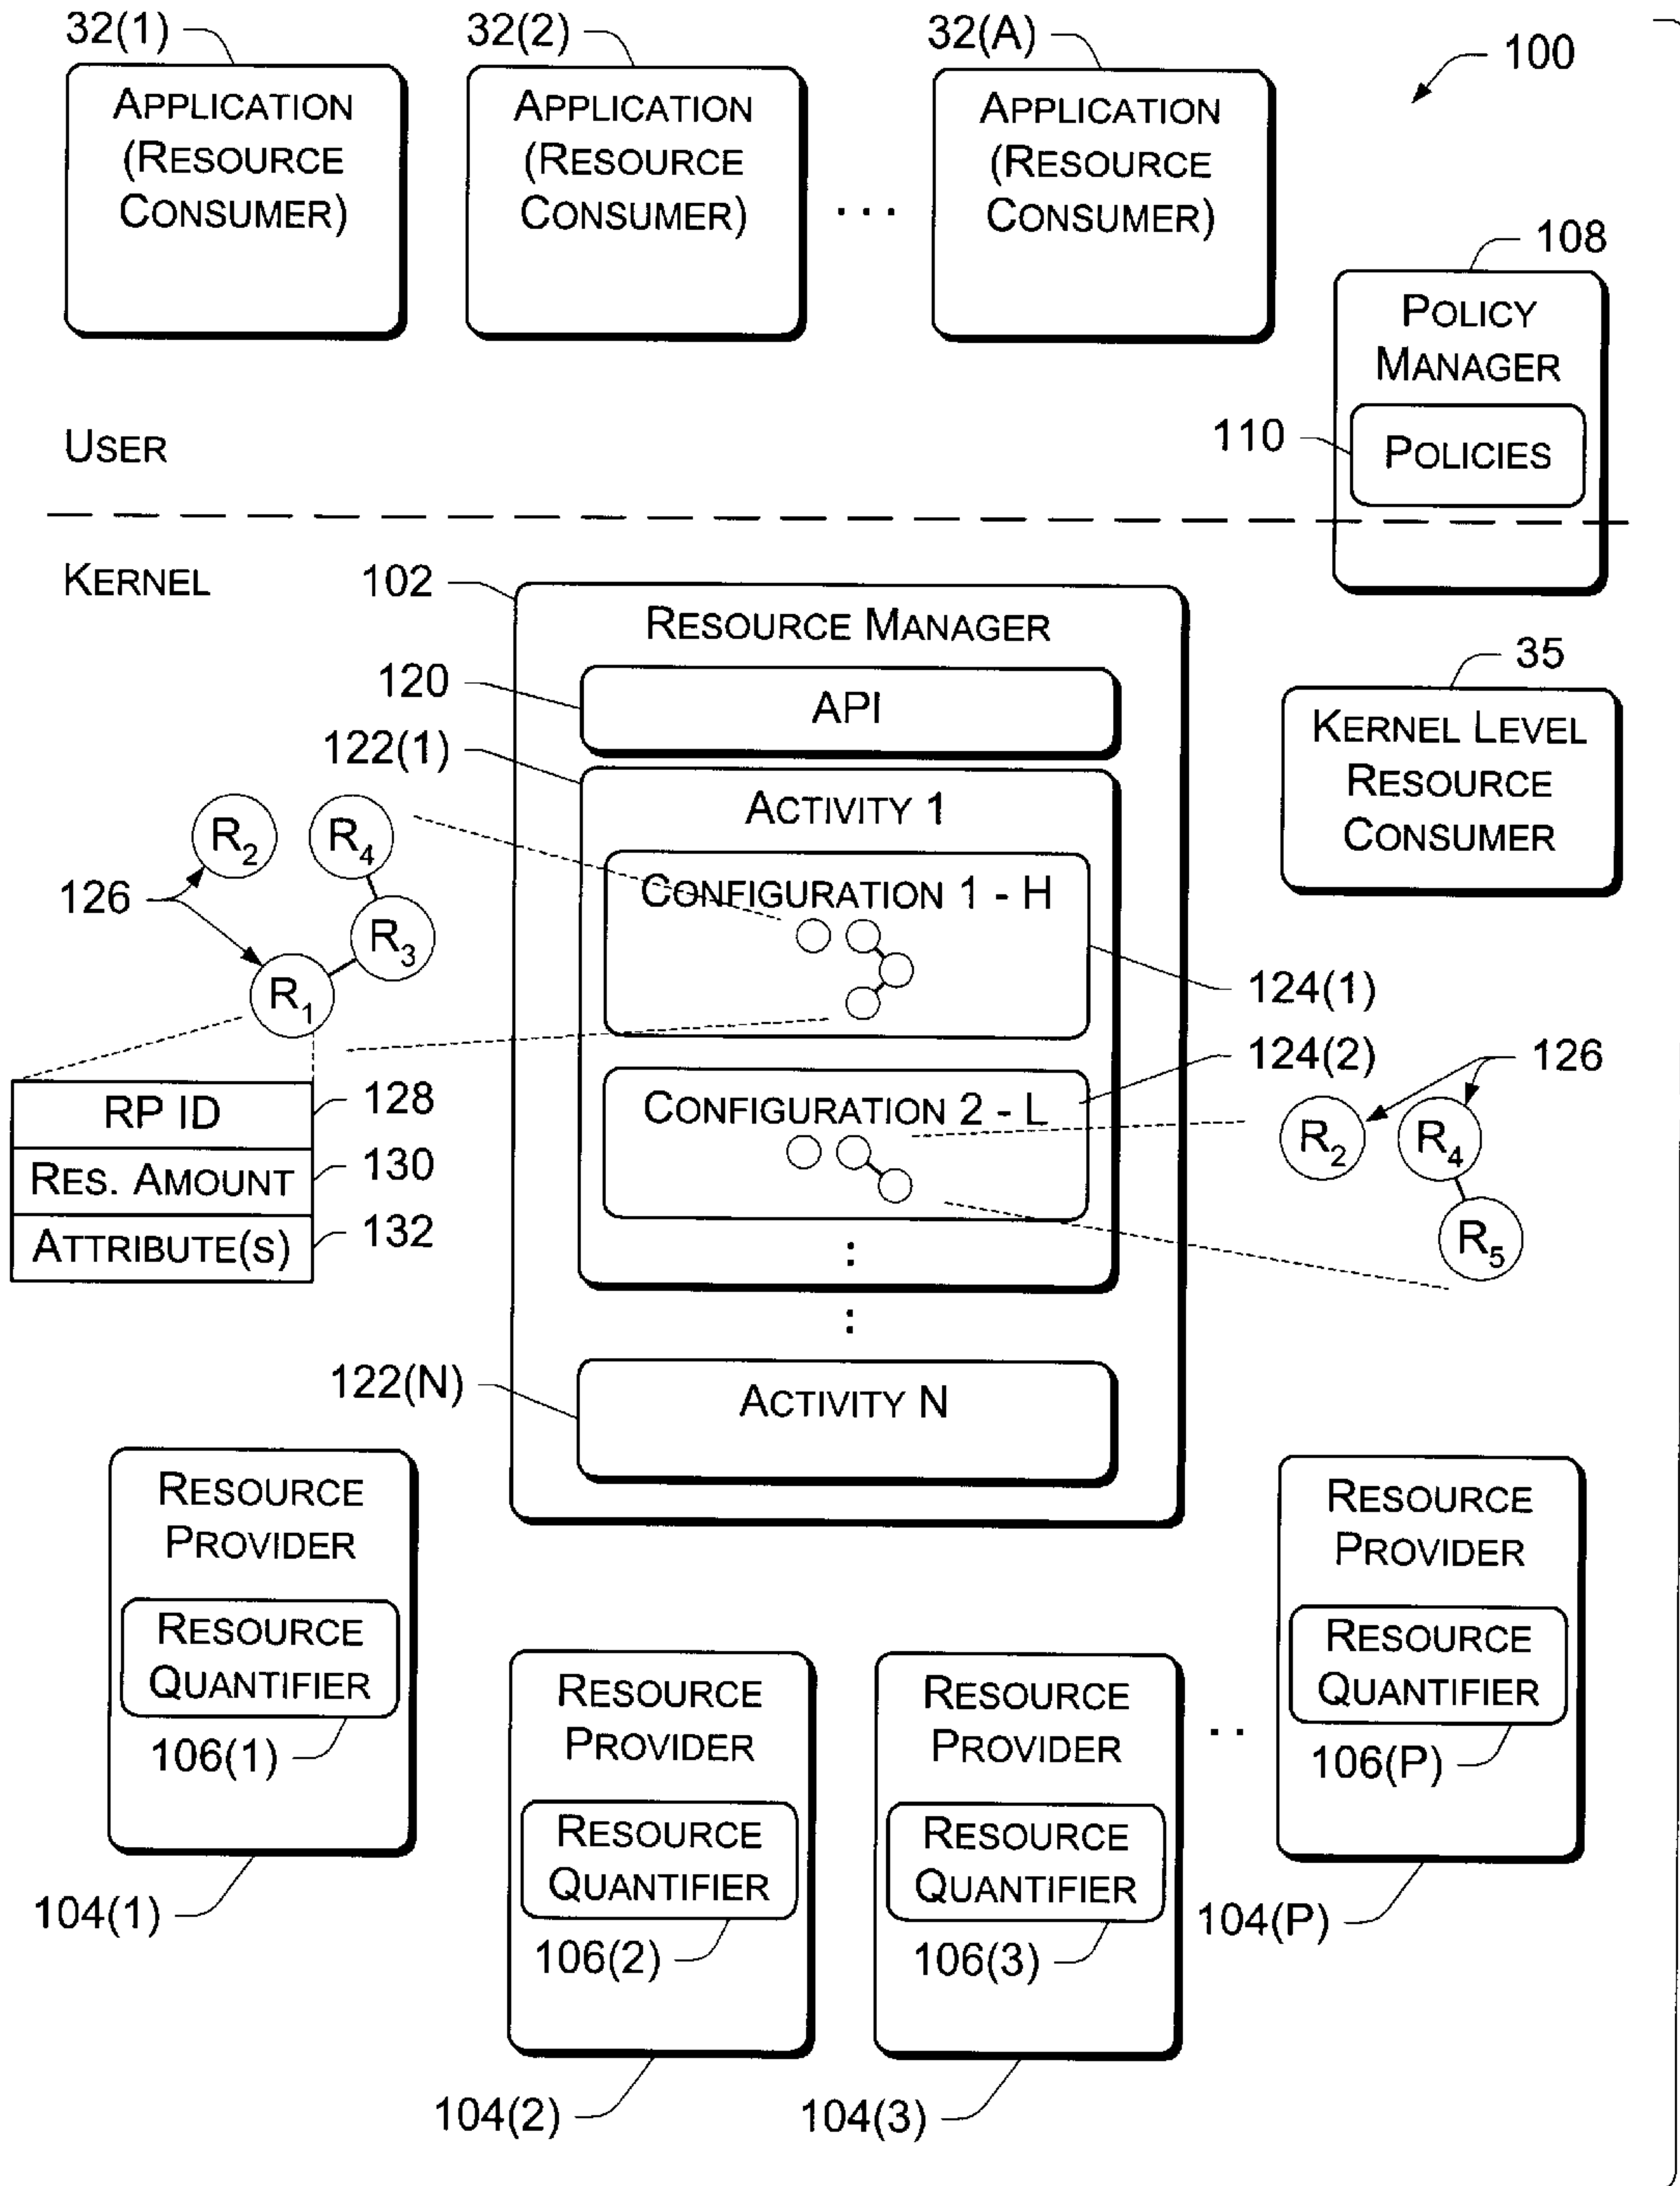 32(1)
32(2)
32(A)
100
APPLICATION
(RESOURCE
CONSUMER)
APPLICATION
(RESOURCE
CONSUMER)
...
APPLICATION
(RESOURCE
CONSUMER)
108
POLICY
MANAGER
110
POLICIES
USER
KERNEL
102
RESOURCE MANAGER
120
API
35
KERNEL LEVEL
RESOURCE
CONSUMER
122(1)
ACTIVITY 1
CONFIGURATION 1 - H
R2
R4
126
R3
R1
124(1)
RP ID
128
RES. AMOUNT
130
ATTRIBUTE(S)
132
124(2)
CONFIGURATION 2 - L
126
R2
R4
R5
:
:
122(N)
ACTIVITY N
RESOURCE
PROVIDER
RESOURCE
QUANTIFIER
106(1)
104(1)
RESOURCE
PROVIDER
RESOURCE
QUANTIFIER
106(2)
104(2)
RESOURCE
PROVIDER
RESOURCE
QUANTIFIER
106(3)
104(3)
..
RESOURCE
PROVIDER
RESOURCE
QUANTIFIER
106(P)
104(P)